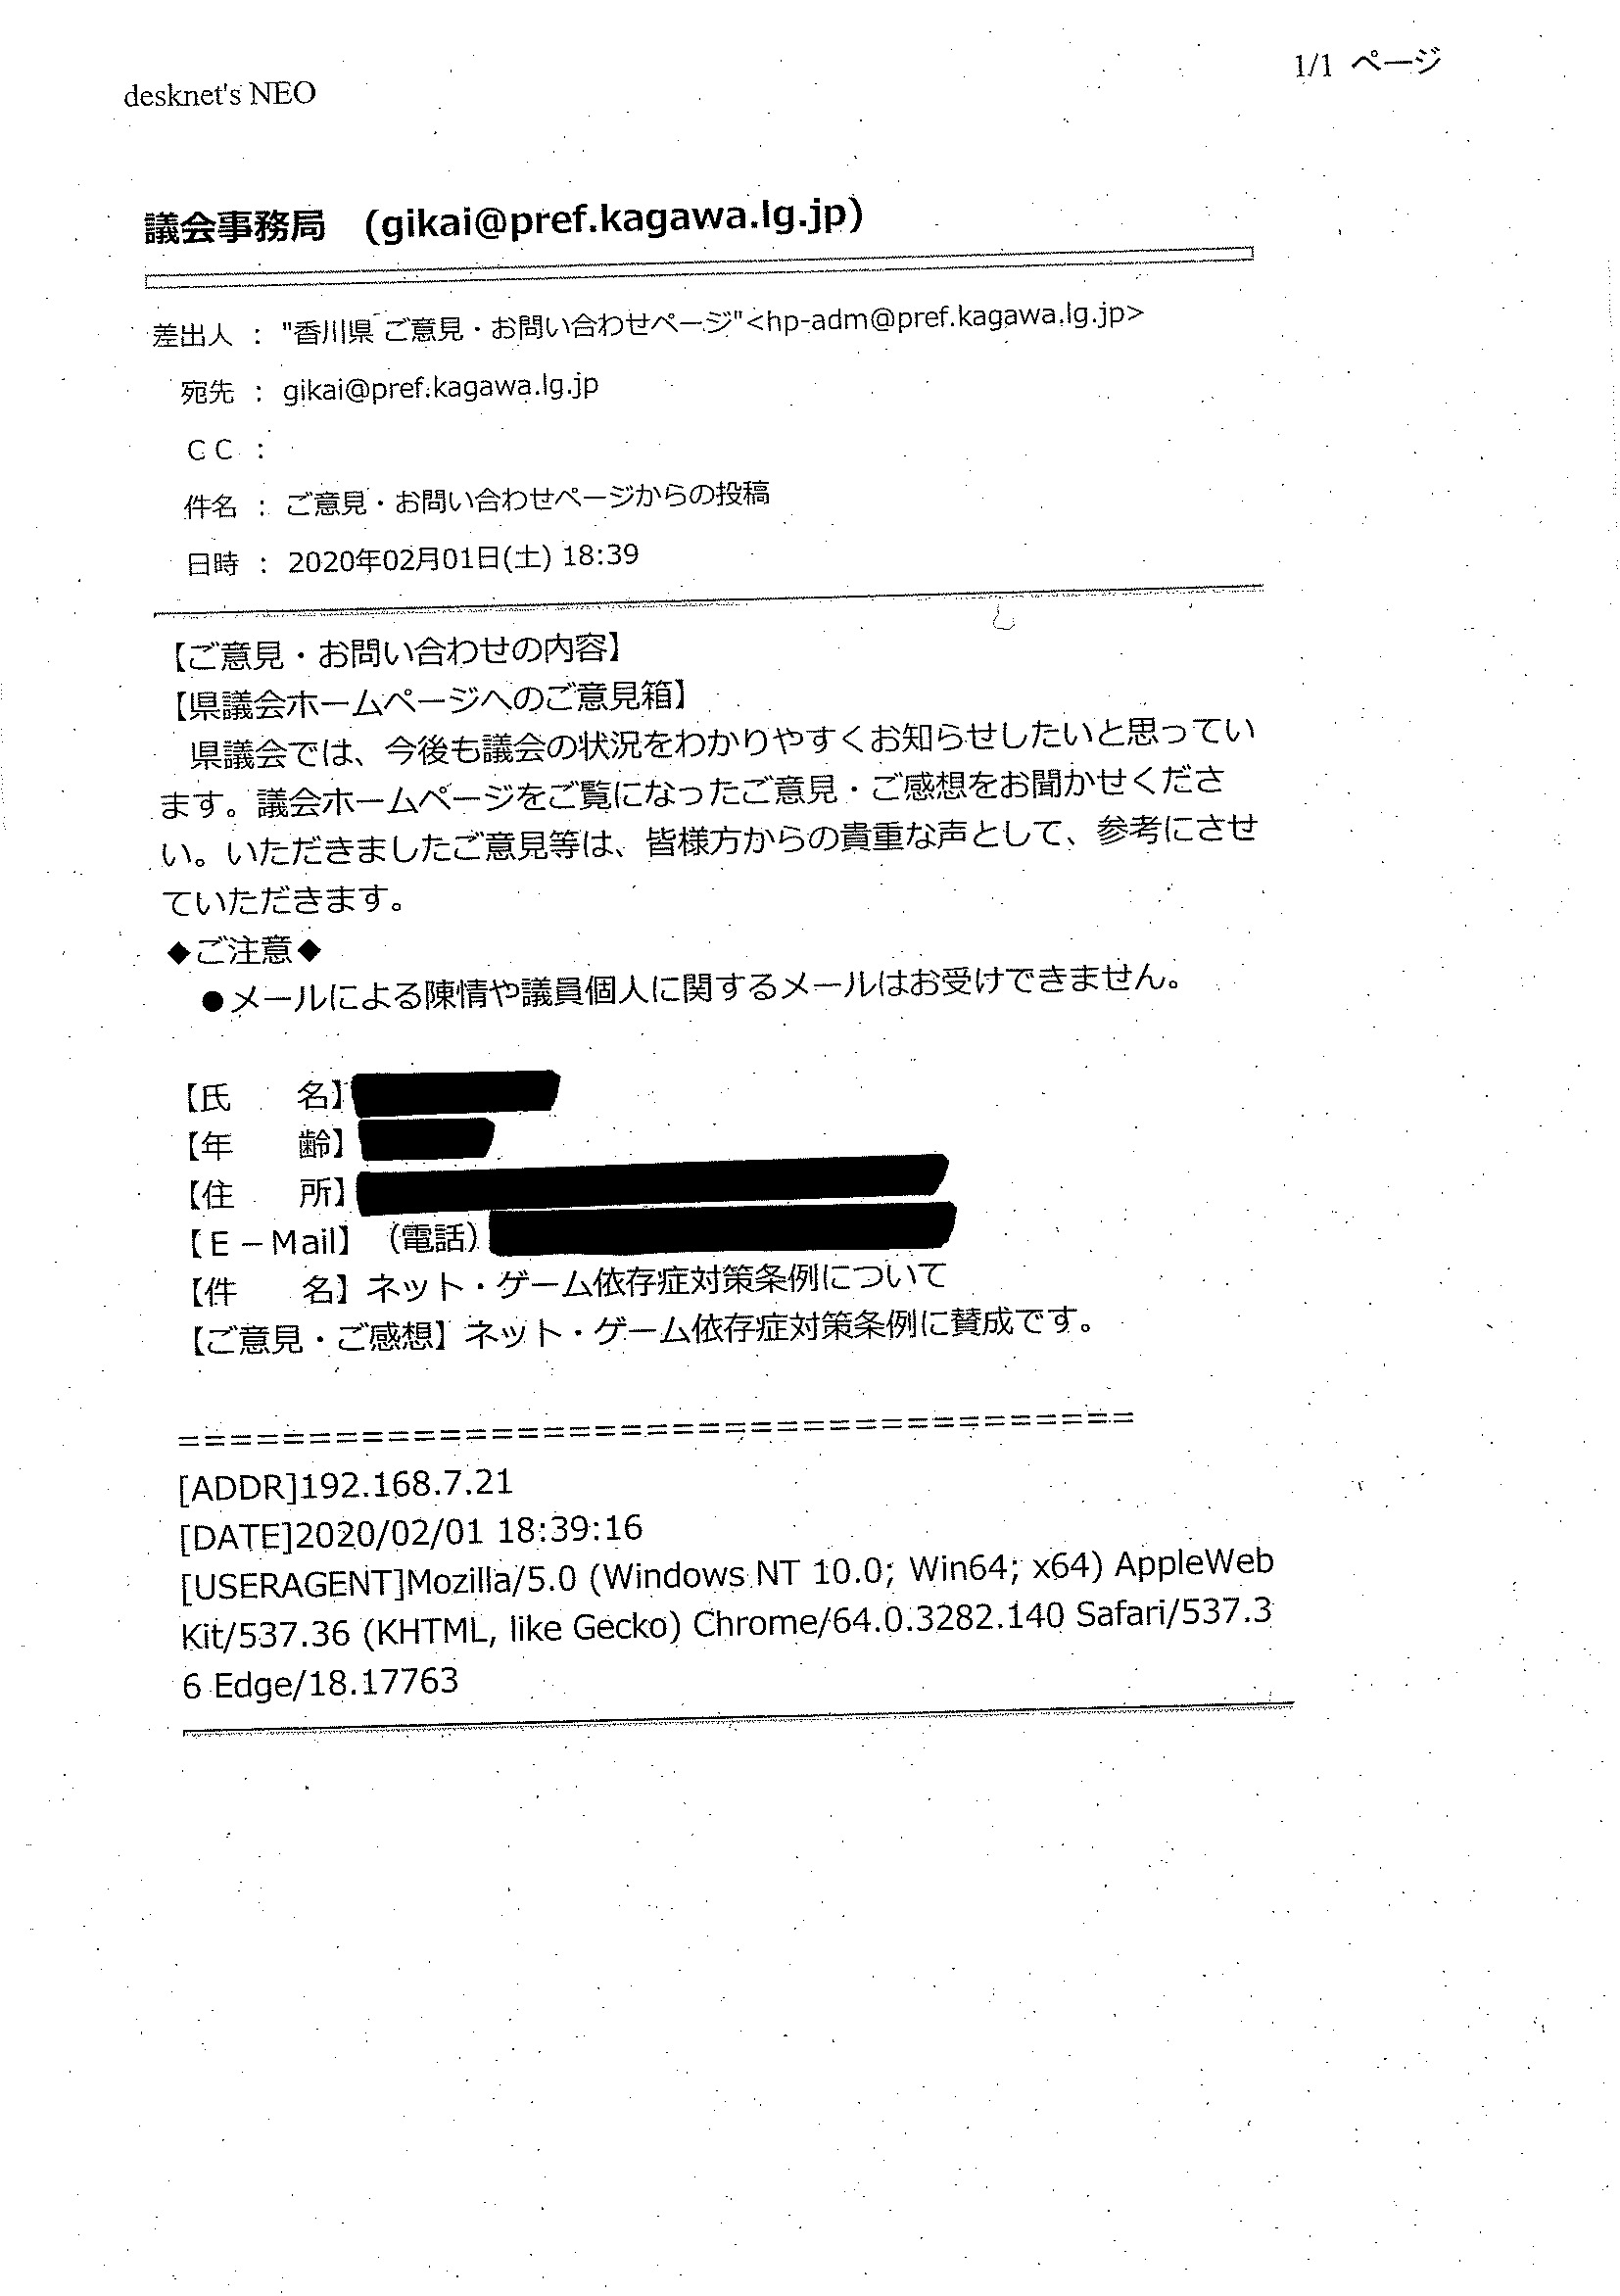 1/1 ページ
desknet's NEO
議会事務局　(gikai@pref.kagawa.lg.jp)
差出人 ： "香川県 ご意見・お問い合わせページ"<hp-adm@pref.kagawa.lg.jp>
宛先 ： gikai@pref.kagawa.lg.jp
ＣＣ ：
件名 ： ご意見・お問い合わせページからの投稿
日時 ： 2020年02月01日(土) 18:39
【ご意見・お問い合わせの内容】
【県議会ホームページへのご意見箱】
　県議会では、今後も議会の状況をわかりやすくお知らせしたいと思ってい
ます。議会ホームページをご覧になったご意見・ご感想をお聞かせくださ
い。いただきましたご意見等は、皆様方からの貴重な声として、参考にさせ
ていただきます。
◆ご注意◆
　●メールによる陳情や議員個人に関するメールはお受けできません。
【氏　　名】
【年　　齢】
【住　　所】
【Ｅ－Mail】（電話）
【件　　名】ネット・ゲーム依存症対策条例について
【ご意見・ご感想】ネット・ゲーム依存症対策条例に賛成です。
=====================================
[ADDR]192.168.7.21
[DATE]2020/02/01 18:39:16
[USERAGENT]Mozilla/5.0 (Windows NT 10.0; Win64; x64) AppleWeb
Kit/537.36 (KHTML, like Gecko) Chrome/64.0.3282.140 Safari/537.3
6 Edge/18.17763